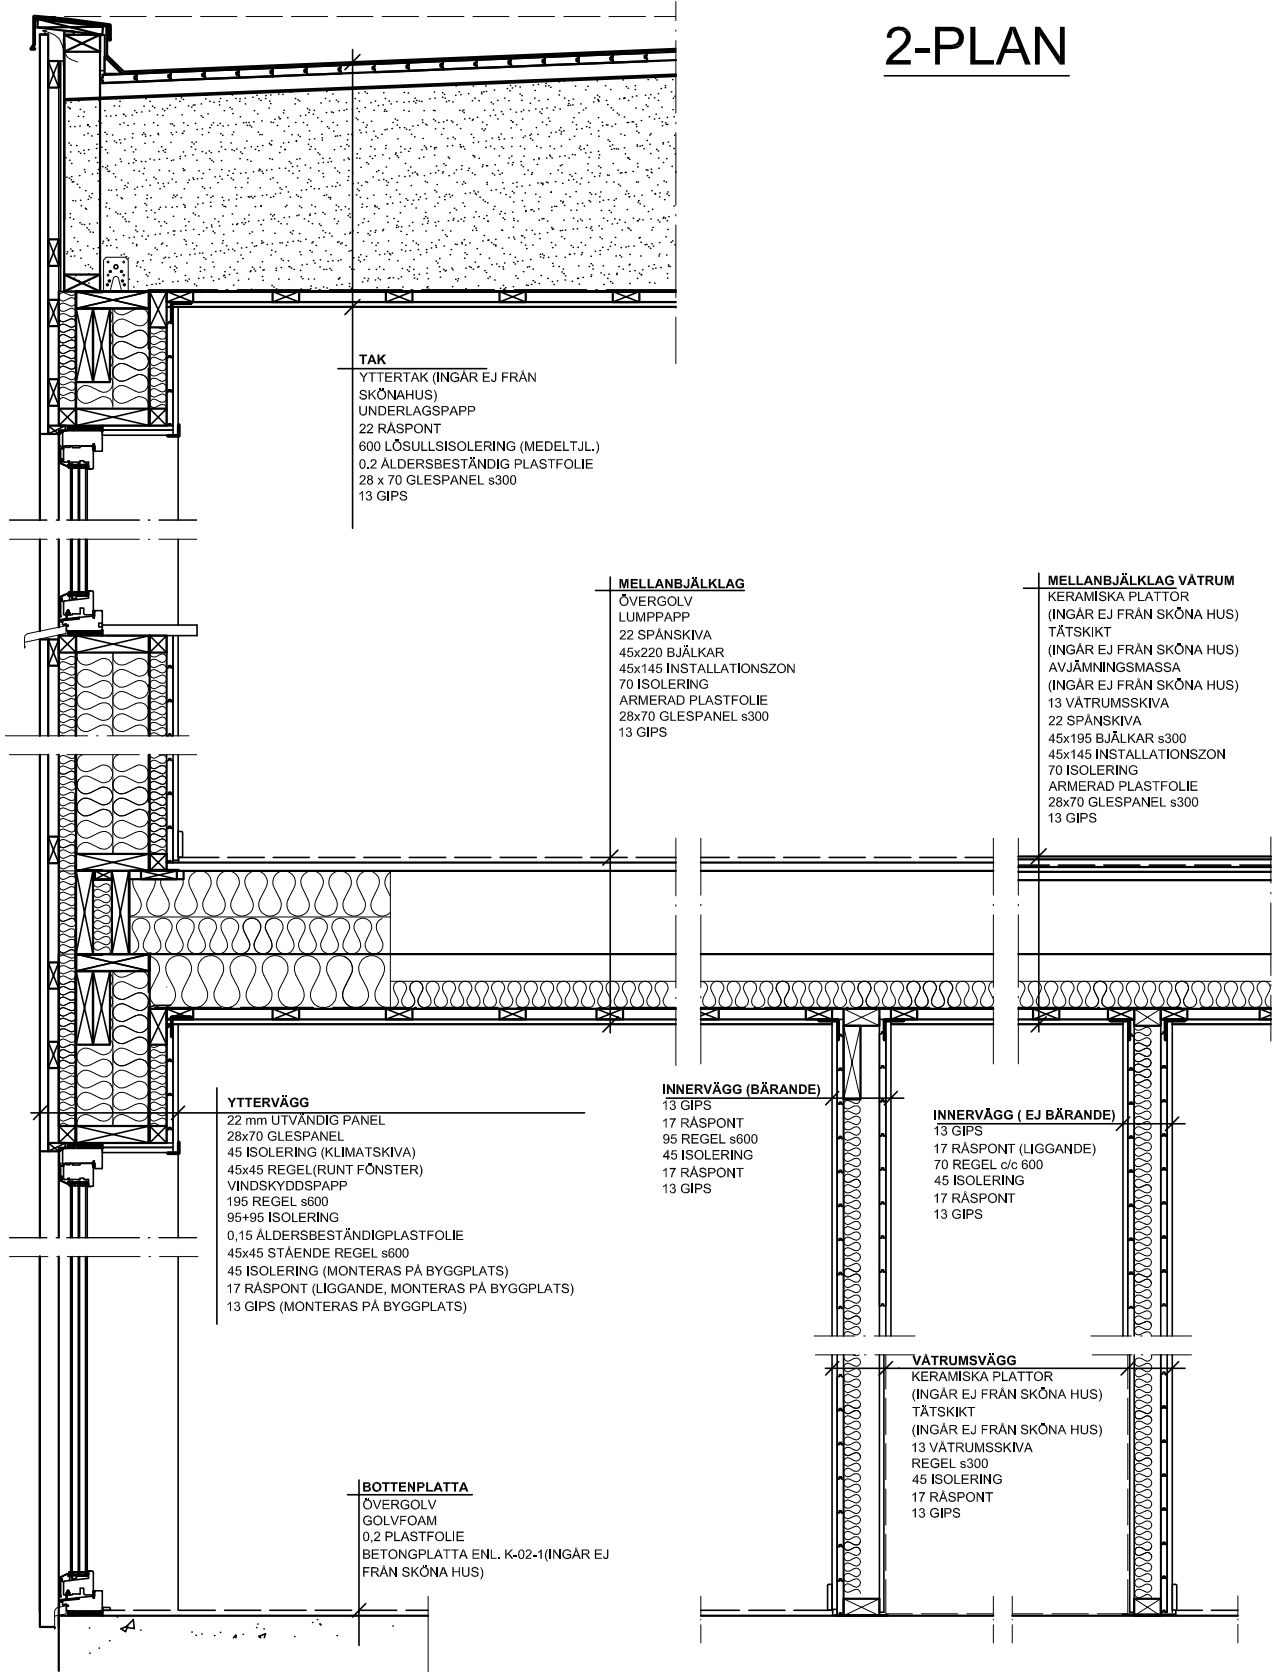 2-PLAN
TAK
YTTERTAK (INGÅR EJ FRÅN
SKÖNAHUS)
UNDERLAGSPAPP
22 RÅSPONT
600 LÖSULLSISOLERING (MEDELTJL.)
0.2 ÅLDERSBESTÄNDIG PLASTFOLIE
28 x 70 GLESPANEL s300
13 GIPS
MELLANBJÄLKLAG
ÖVERGOLV
LUMPPAPP
22 SPÅNSKIVA
45x220 BJÄLKAR
45x145 INSTALLATIONSZON
70 ISOLERING
ARMERAD PLASTFOLIE
28x70 GLESPANEL s300
13 GIPS
MELLANBJÄLKLAG VÅTRUM
KERAMISKA PLATTOR
(INGÅR EJ FRÅN SKÖNA HUS)
TÄTSKIKT
(INGÅR EJ FRÅN SKÖNA HUS)
AVJÄMNINGSMASSA
(INGÅR EJ FRÅN SKÖNA HUS)
13 VÅTRUMSSKIVA
22 SPÅNSKIVA
45x195 BJÄLKAR s300
45x145 INSTALLATIONSZON
70 ISOLERING
ARMERAD PLASTFOLIE
28x70 GLESPANEL s300
13 GIPS
YTTERVÄGG
22 mm UTVÄNDIG PANEL
28x70 GLESPANEL
45 ISOLERING (KLIMATSKIVA)
45x45 REGEL(RUNT FÖNSTER)
VINDSKYDDSPAPP
195 REGEL s600
95+95 ISOLERING
0,15 ÅLDERSBESTÄNDIGPLASTFOLIE
45x45 STÅENDE REGEL s600
45 ISOLERING (MONTERAS PÅ BYGGPLATS)
17 RÅSPONT (LIGGANDE, MONTERAS PÅ BYGGPLATS)
13 GIPS (MONTERAS PÅ BYGGPLATS)
INNERVÄGG (BÄRANDE)
13 GIPS
17 RÅSPONT
95 REGEL s600
45 ISOLERING
17 RÅSPONT
13 GIPS
INNERVÄGG ( EJ BÄRANDE)
13 GIPS
17 RÅSPONT (LIGGANDE)
70 REGEL c/c 600
45 ISOLERING
17 RÅSPONT
13 GIPS
VÅTRUMSVÄGG
KERAMISKA PLATTOR
(INGÅR EJ FRÅN SKÖNA HUS)
TÄTSKIKT
(INGÅR EJ FRÅN SKÖNA HUS)
13 VÅTRUMSSKIVA
REGEL s300
45 ISOLERING
17 RÅSPONT
13 GIPS
BOTTENPLATTA
ÖVERGOLV
GOLVFOAM
0,2 PLASTFOLIE
BETONGPLATTA ENL. K-02-1(INGÅR EJ
FRÅN SKÖNA HUS)